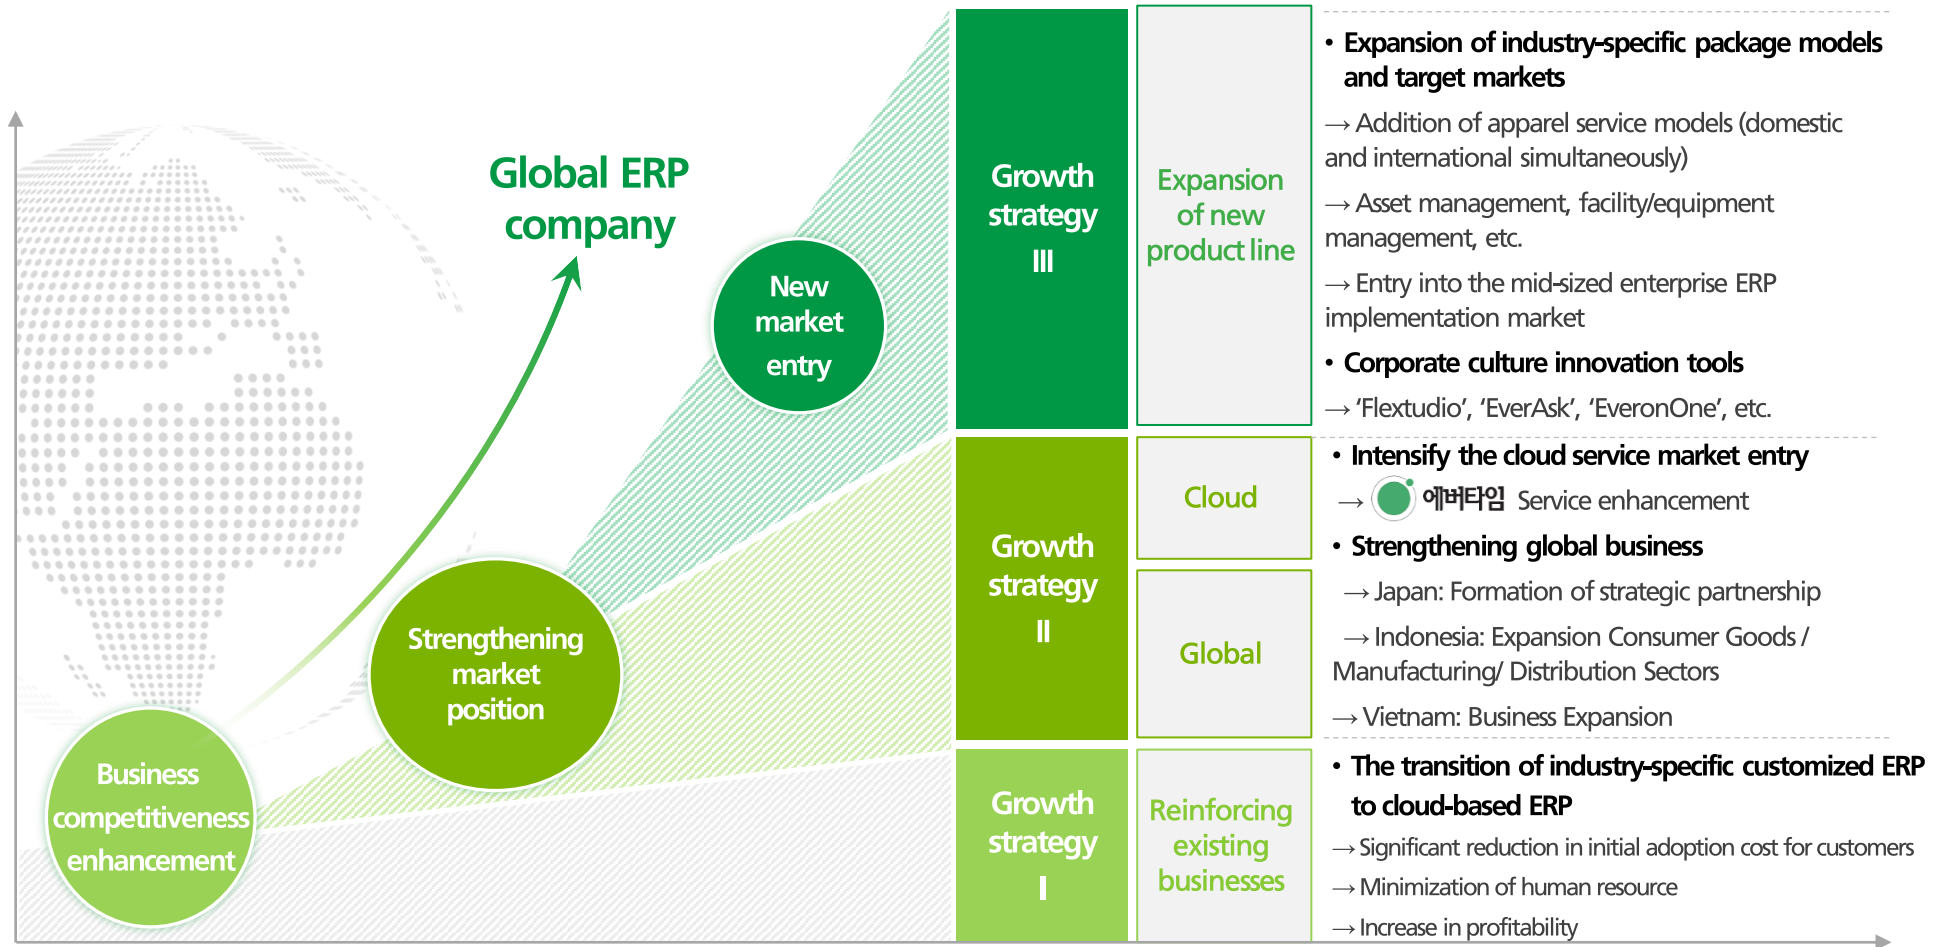 Global ERP
company
New
market
entry
Strengthening
market
position
Business
competitiveness
enhancement
Growth
strategy
III
Expansion
of new
product line
• Expansion of industry-specific package models
and target markets
→ Addition of apparel service models (domestic
and international simultaneously)
→ Asset management, facility/equipment
management, etc.
→ Entry into the mid-sized enterprise ERP
implementation market
• Corporate culture innovation tools
→ ‘Flextudio’, ‘EverAsk’, ‘EveronOne’, etc.
Growth
strategy
II
Cloud
• Intensify the cloud service market entry
→ 에버타임 Service enhancement
Global
• Strengthening global business
→ Japan: Formation of strategic partnership
→ Indonesia: Expansion Consumer Goods /
Manufacturing/ Distribution Sectors
→ Vietnam: Business Expansion
Growth
strategy
I
Reinforcing
existing
businesses
• The transition of industry-specific customized ERP
to cloud-based ERP
→ Significant reduction in initial adoption cost for customers
→ Minimization of human resource
→ Increase in profitability